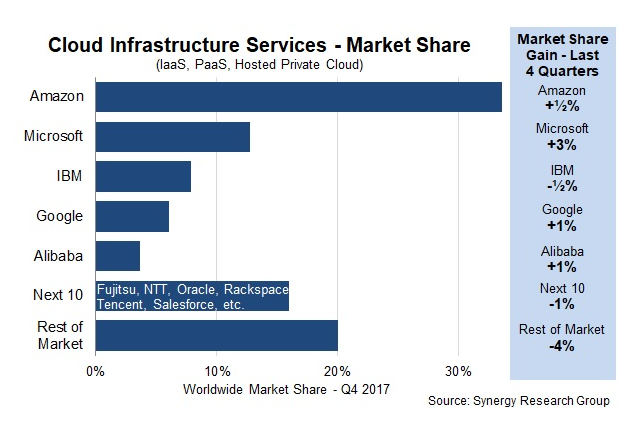 Cloud Infrastructure Services - Market Share
(IaaS, PaaS, Hosted Private Cloud)
Amazon
Microsoft
IBM
Google
Alibaba
Next 10
Fujitsu, NTT, Oracle, Rackspace
Tencent, Salesforce, etc.
Rest of
Market
0%
10%
20%
30%
Worldwide Market Share - Q4 2017
Market Share
Gain - Last
4 Quarters
Amazon
+½%
Microsoft
+3%
IBM
-½%
Google
+1%
Alibaba
+1%
Next 10
-1%
Rest of Market
-4%
Source: Synergy Research Group